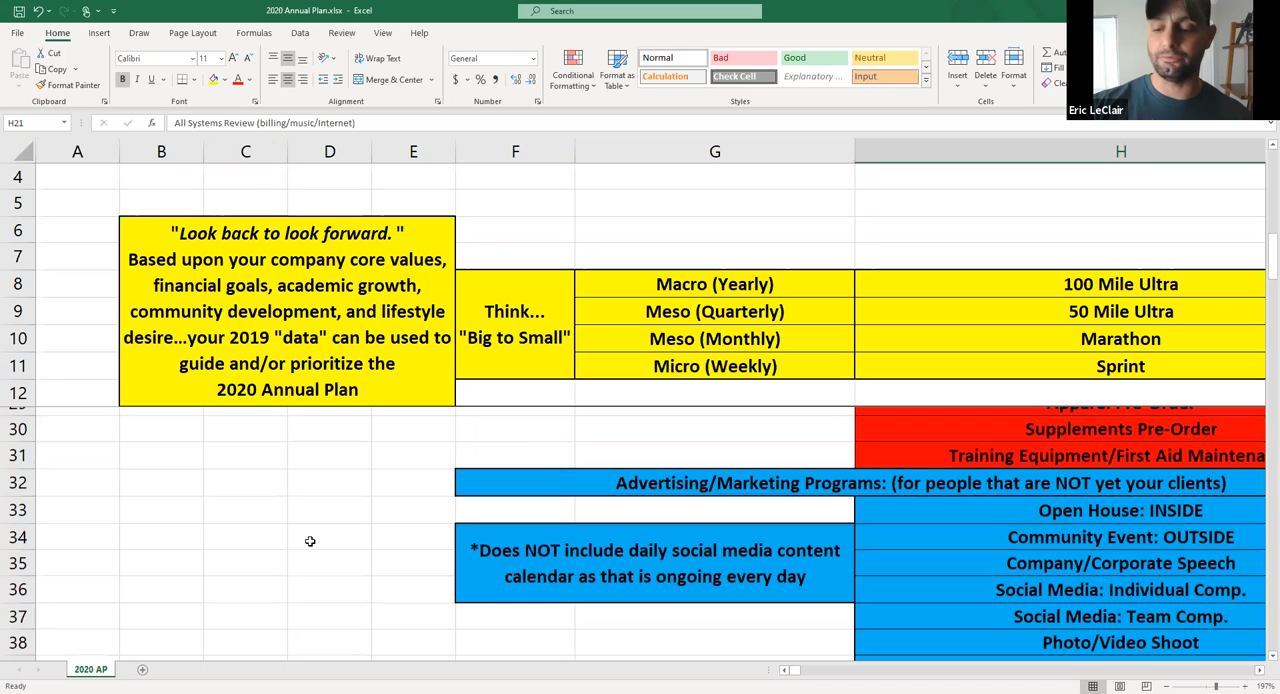 2020 Annual Plan.xlsx - Excel
Search
File Home Insert Draw Page Layout Formulas Data Review View Help
Paste
Cut
Copy
Format Painter
Clipboard
Calibri 11
B I U
Font
Wrap Text
Merge & Center
Alignment
General
$ % 9
Number
Conditional Formatting
Format as Table
Normal Bad Good Neutral
Calculation Check Cell Explanatory ... Input
Styles
Insert Delete Format
Cells
Fill
Eric LeClair
H21
fx
All Systems Review (billing/music/Internet)
A B C D E F G H
4
5
6
7
8
9
10
11
12
30
31
32
33
34
35
36
37
38
"Look back to look forward. "
Based upon your company core values,
financial goals, academic growth,
community development, and lifestyle
desire...your 2019 "data" can be used to
guide and/or prioritize the
2020 Annual Plan
Think...
"Big to Small"
Macro (Yearly) 100 Mile Ultra
Meso (Quarterly) 50 Mile Ultra
Meso (Monthly) Marathon
Micro (Weekly) Sprint
Supplements Pre-Order
Training Equipment/First Aid Maintena
Advertising/Marketing Programs: (for people that are NOT yet your clients)
Open House: INSIDE
*Does NOT include daily social media content
calendar as that is ongoing every day
Community Event: OUTSIDE
Company/Corporate Speech
Social Media: Individual Comp.
Social Media: Team Comp.
Photo/Video Shoot
2020 AP
Ready
197%